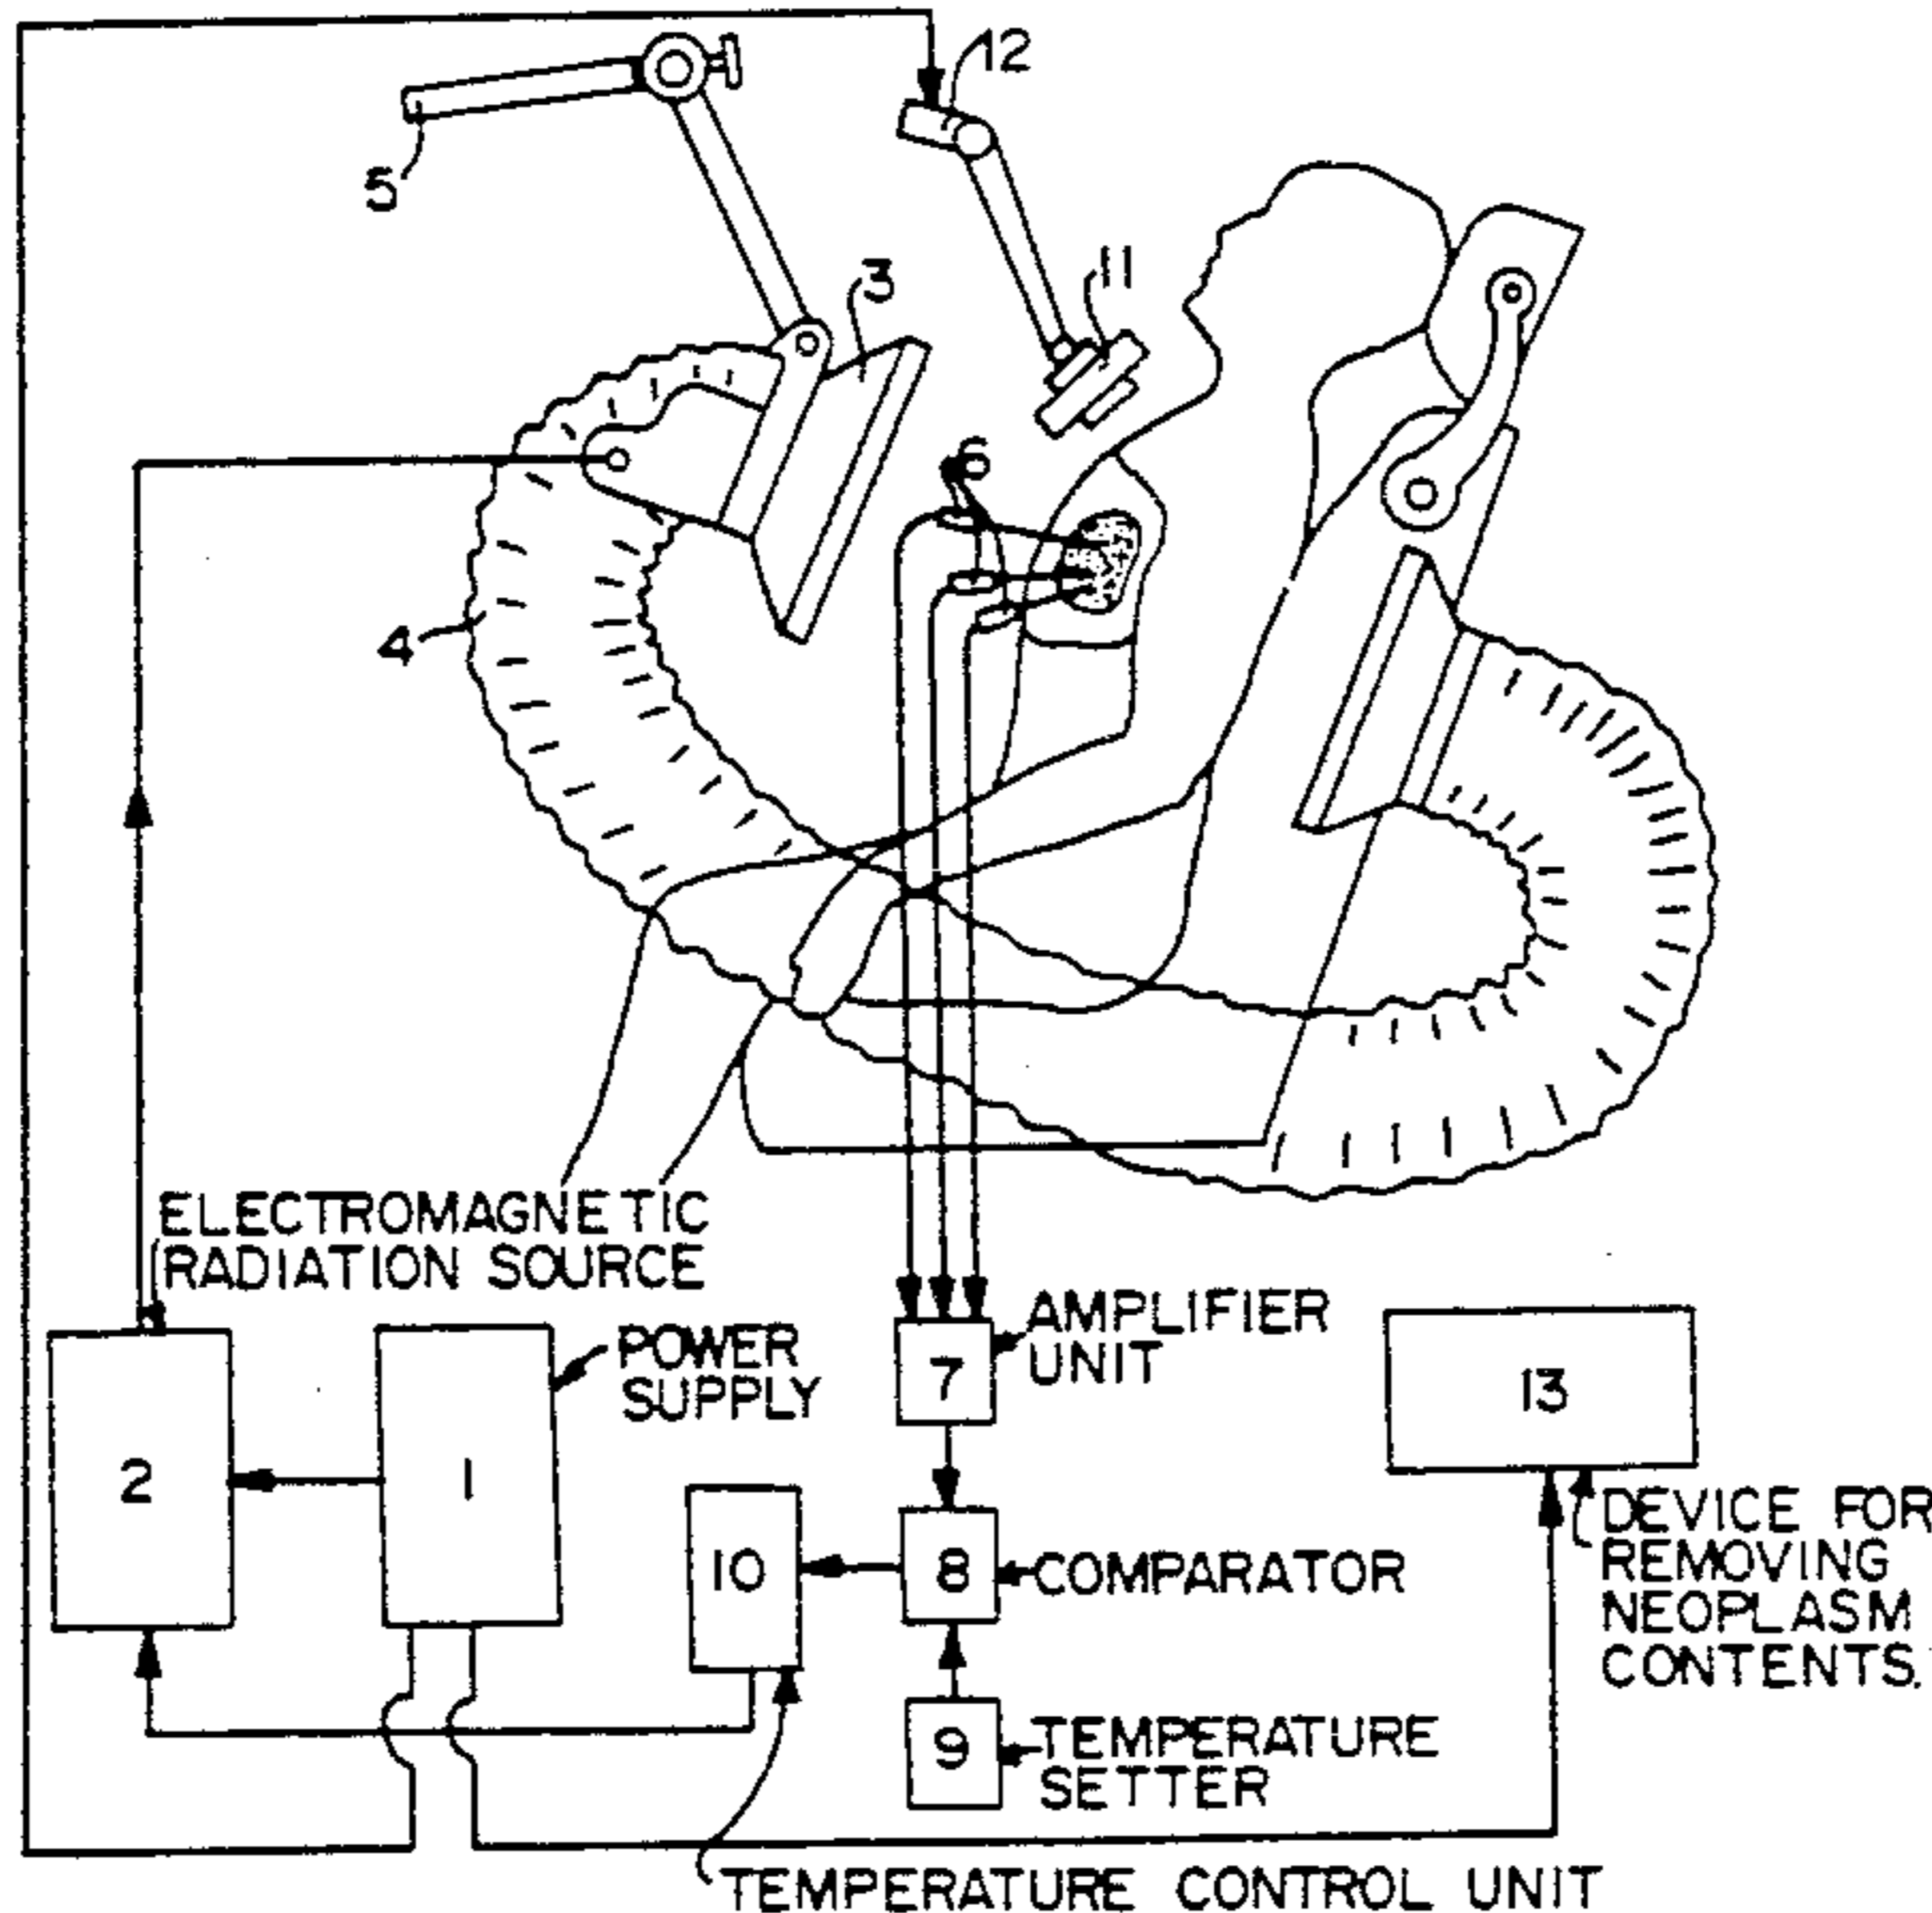 12
5
3
11
6
4
ELECTROMAGNETIC
RADIATION SOURCE
POWER
SUPPLY
AMPLIFIER
UNIT
7
13
2
1
10
8
COMPARATOR
DEVICE FOR
REMOVING
NEOPLASM
CONTENTS.
9
TEMPERATURE
SETTER
TEMPERATURE CONTROL UNIT